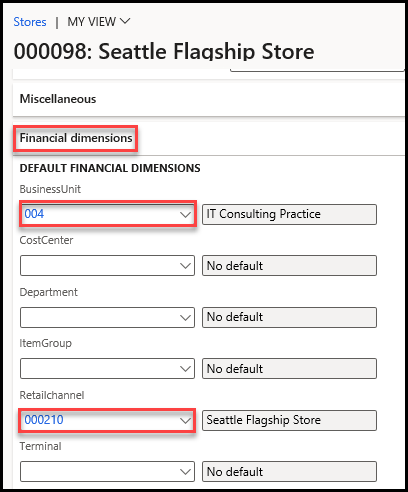 Stores | MY VIEW
000098: Seattle Flagship Store
Miscellaneous
Financial dimensions
DEFAULT FINANCIAL DIMENSIONS
BusinessUnit
004 IT Consulting Practice
CostCenter
No default
Department
No default
ItemGroup
No default
Retailchannel
000210 Seattle Flagship Store
Terminal
No default